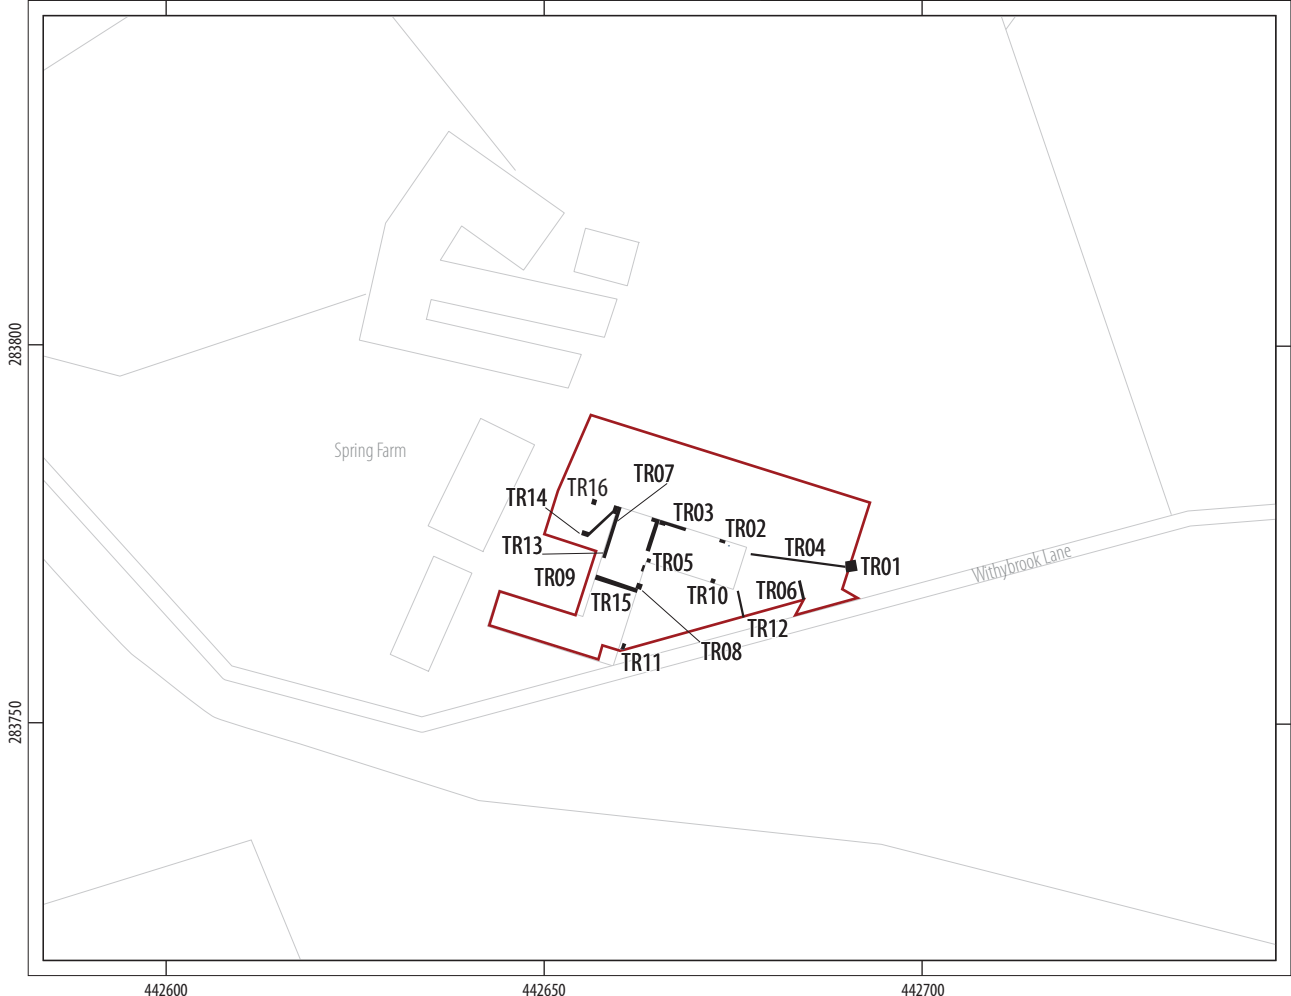 283800
Spring Farm
TR07
TR16
TR14
TR03
TR02
TR13
TR04
Withybrook Lane
TR05
TR01
TR09
TR06
TR10
TR15
TR12
TR08
TR11
283750
442600
442650
442700